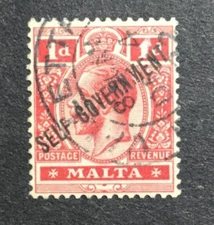 1d 1d
SELF-GOVERNMENT
POSTAGE REVENUE
MALTA